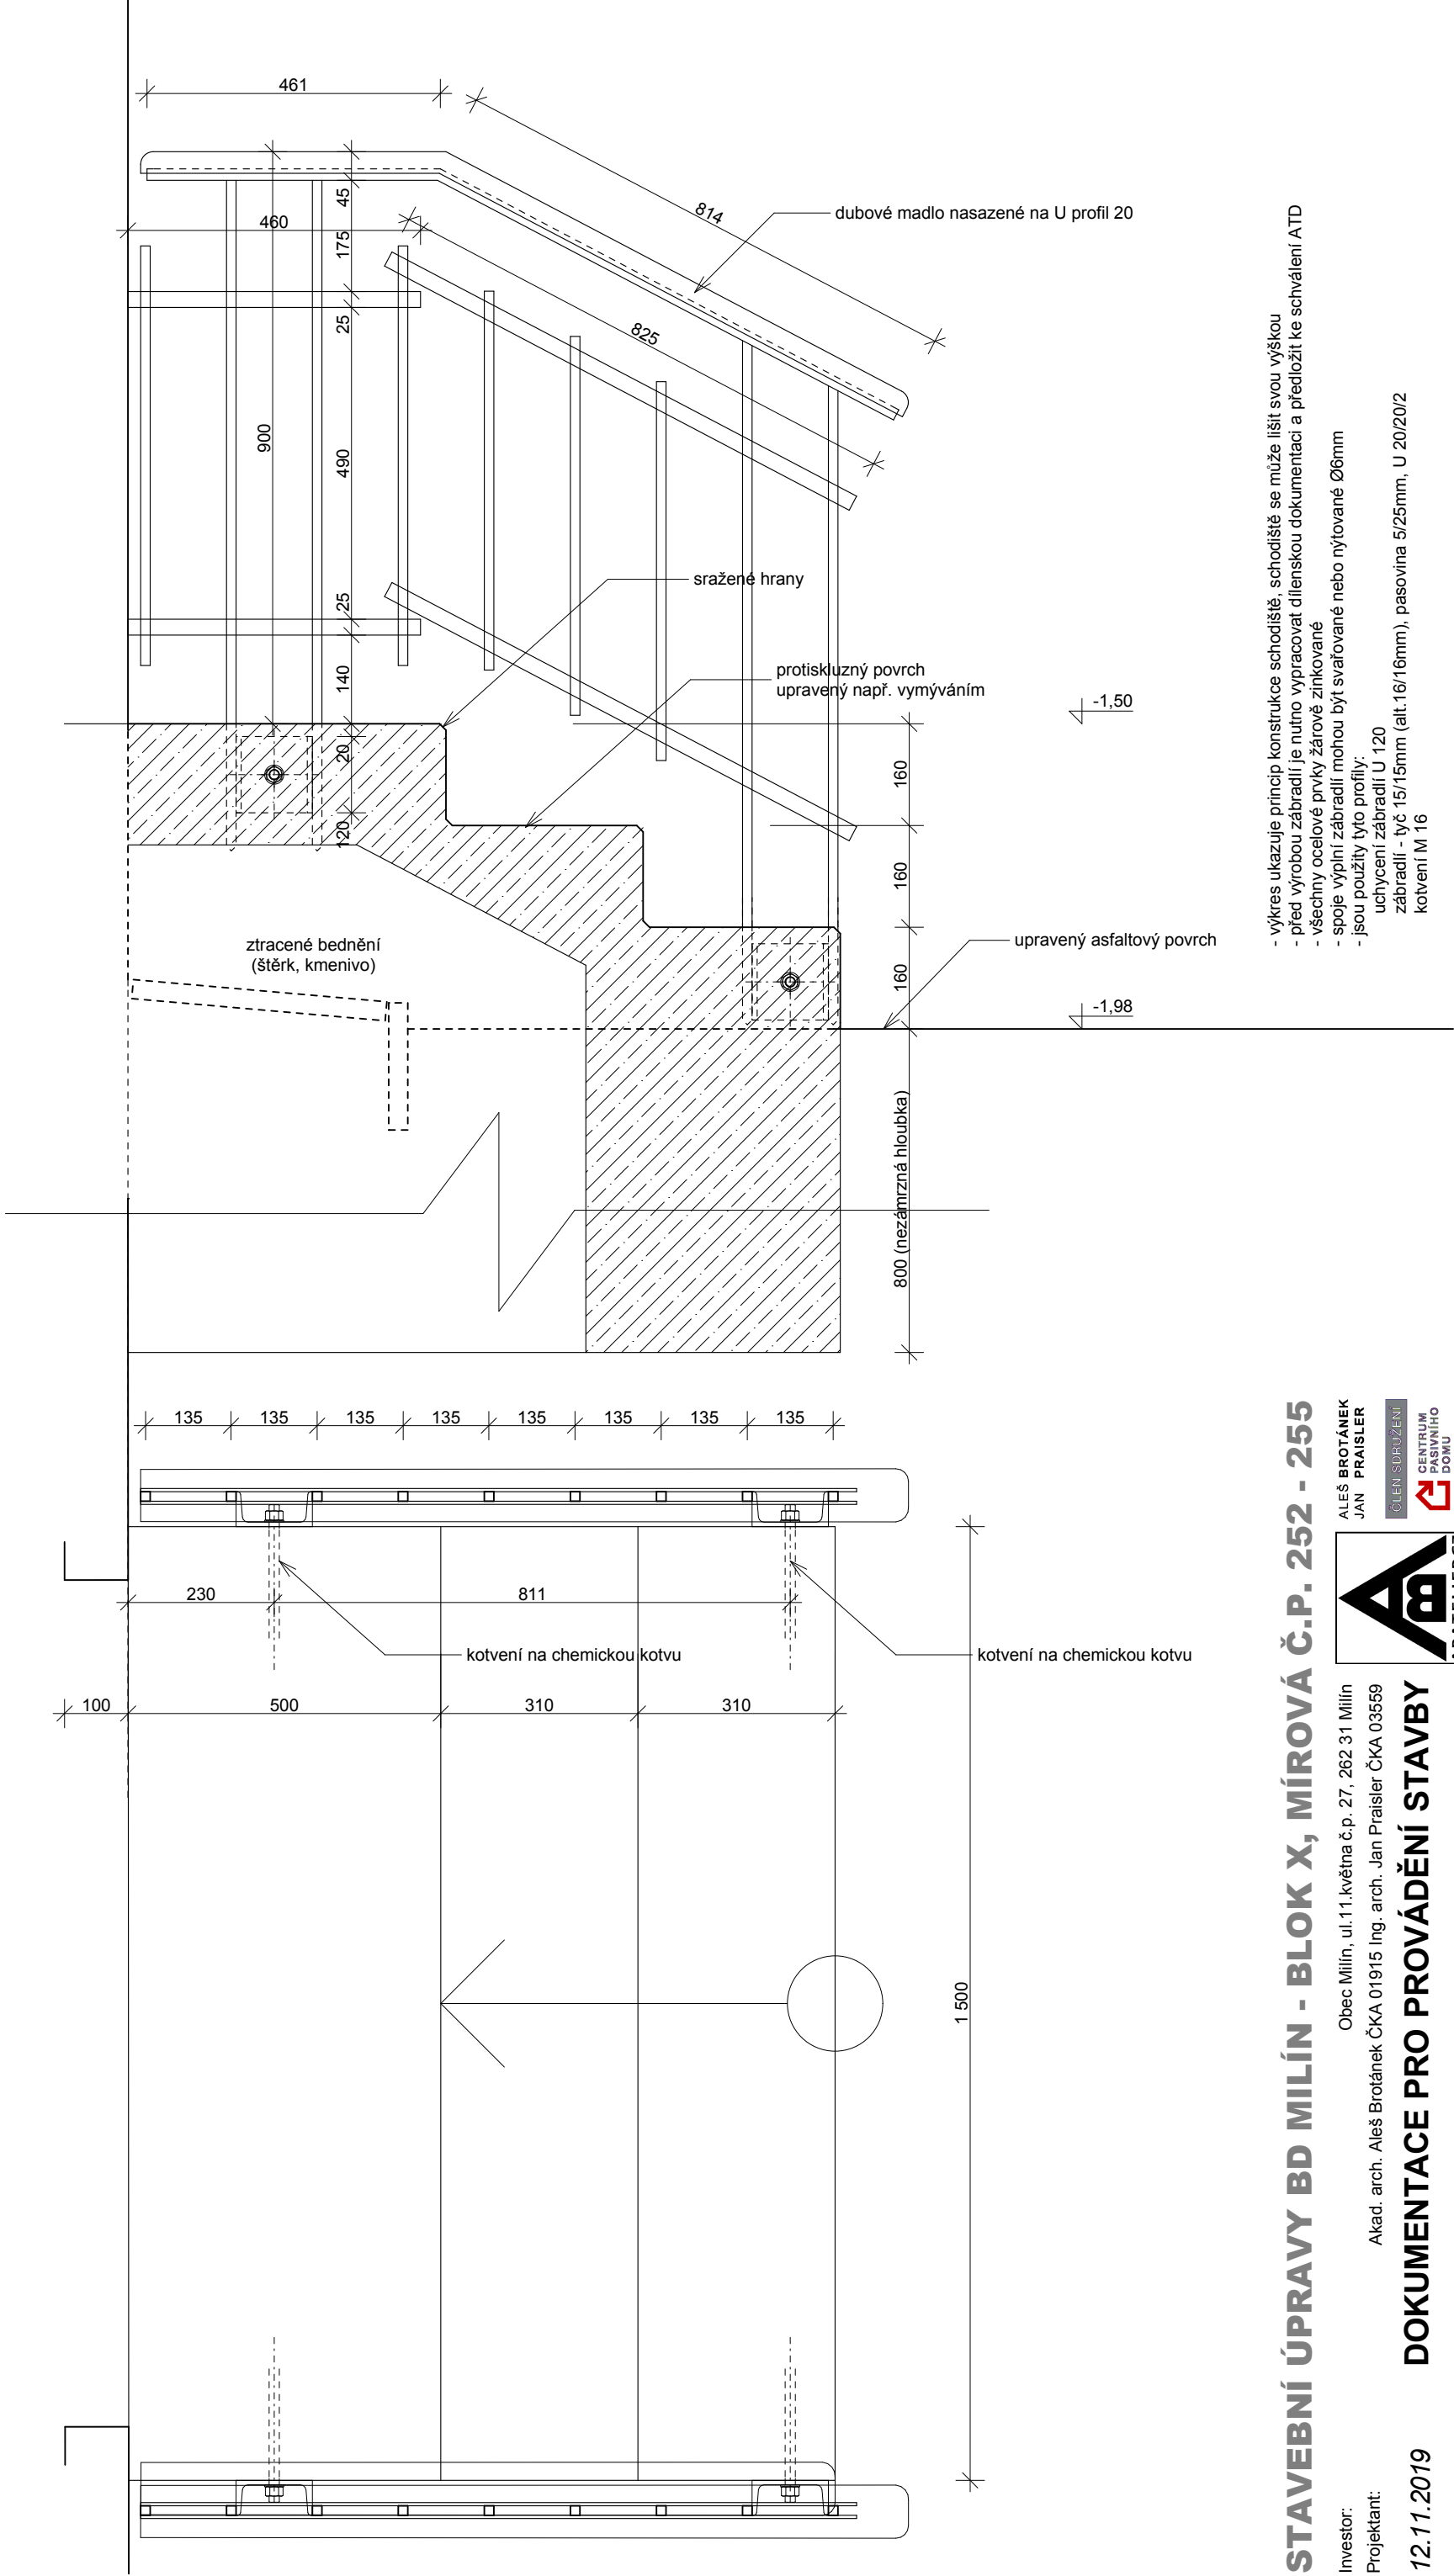 461
814
dubové madlo nasazené na U profil 20
45
460
175
825
25
900
490
sražené hrany
25
protiskluzný povrch
upravený např. vymýváním
140
-1,50
20
160
120
160
ztracené bednění
(štěrk, kmenivo)
upravený asfaltový povrch
160
-1,98
800 (nezámrzná hloubka)
- výkres ukazuje princip konstrukce schodiště, schodiště se může lišit svou výškou
- před výrobou zábradlí je nutno vypracovat dílenskou dokumentaci a předložit ke schválení ATD
- všechny ocelové prvky žárově zinkované
- spoje výplní zábradlí mohou být svařované nebo nýtované Ø6mm
- jsou použity tyto profily:
uchycení zábradlí U 120
zábradlí - tyč 15/15mm (alt.16/16mm), pasovina 5/25mm, U 20/20/2
kotvení M 16
135
135
135
135
135
135
135
135
230
811
kotvení na chemickou kotvu
kotvení na chemickou kotvu
100
500
310
310
1 500
STAVEBNÍ ÚPRAVY BD MILÍN - BLOK X, MÍROVÁ Č.P. 252 - 255
Investor:
Obec Milín, ul.11.května č.p. 27, 262 31 Milín
Projektant:
Akad. arch. Aleš Brotánek ČKA 01915 Ing. arch. Jan Praisler ČKA 03559
12.11.2019
DOKUMENTACE PRO PROVÁDĚNÍ STAVBY
AB
ALEŠ BROTÁNEK
JAN PRAISLER
ČLEN SDRUŽENÍ
CENTRUM
PASIVNÍHO
DOMU